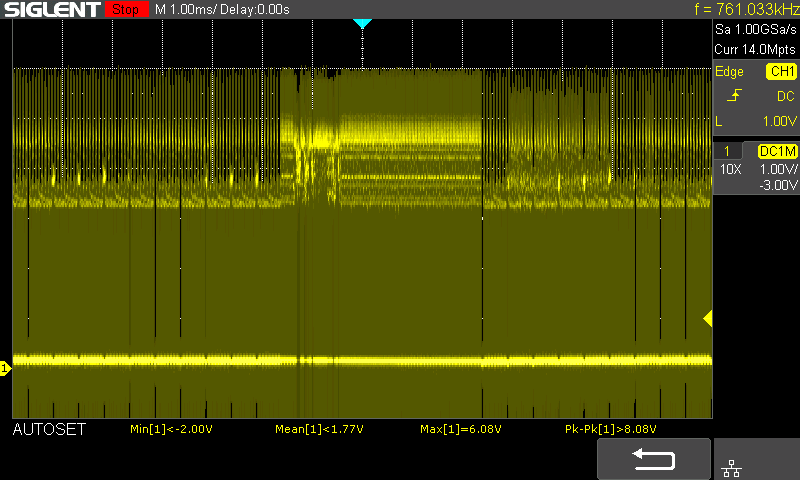 SIGLENT Stop M 1.00ms/ Delay:0.00s f = 761.033kHz
Sa 1.00GSa/s
Curr 14.0Mpts
Edge CH1
DC
L 1.00V
1 DC1M
10X 1.00V/
-3.00V
1
AUTOSET Min[1]<-2.00V Mean[1]<1.77V Max[1]=6.08V Pk-Pk[1]>8.08V